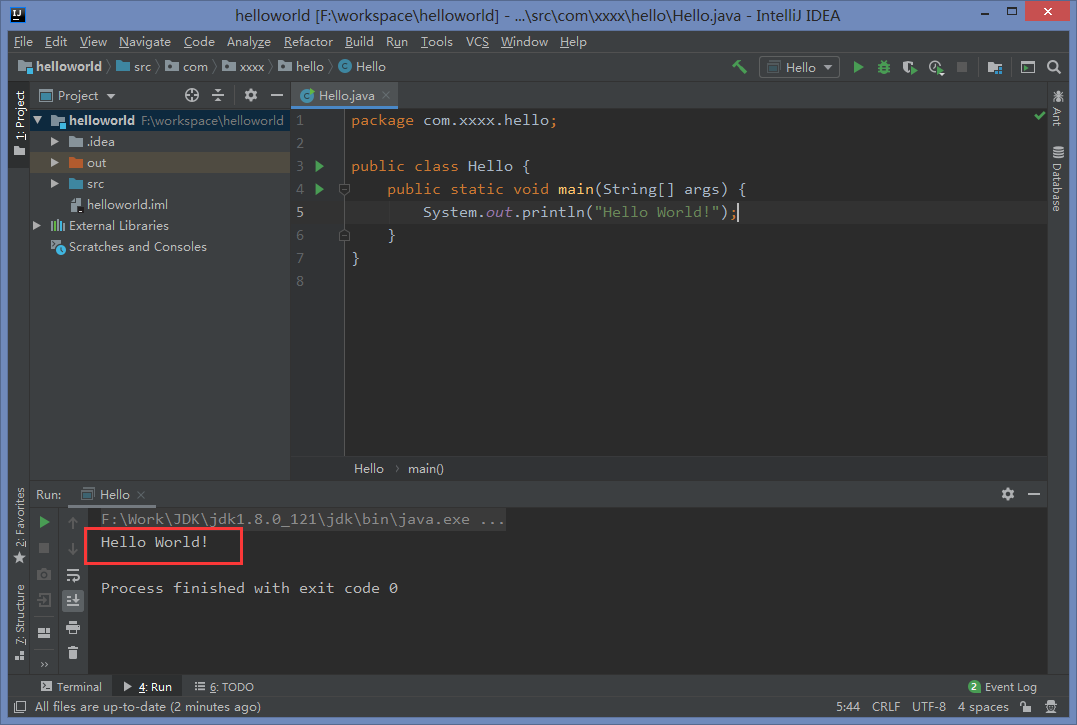 IJ
helloworld [F:\workspace\helloworld] - ...\src\com\xxxx\hello\Hello.java - IntelliJ IDEA
File Edit View Navigate Code Analyze Refactor Build Run Tools VCS Window Help
helloworld src com xxxx hello Hello
Hello
1: Project
Project
Hello.java
helloworld F:\workspace\helloworld
.idea
out
src
helloworld.iml
External Libraries
Scratches and Consoles
1 package com.xxxx.hello;
2
3 public class Hello {
4     public static void main(String[] args) {
5         System.out.println("Hello World!");
6     }
7 }
8
Ant
Database
Hello main()
Run: Hello
2: Favorites
7: Structure
F:\Work\JDK\jdk1.8.0_121\jdk\bin\java.exe ...
Hello World!
Process finished with exit code 0
Terminal 4: Run 6: TODO
2 Event Log
All files are up-to-date (2 minutes ago)
5:44 CRLF UTF-8 4 spaces